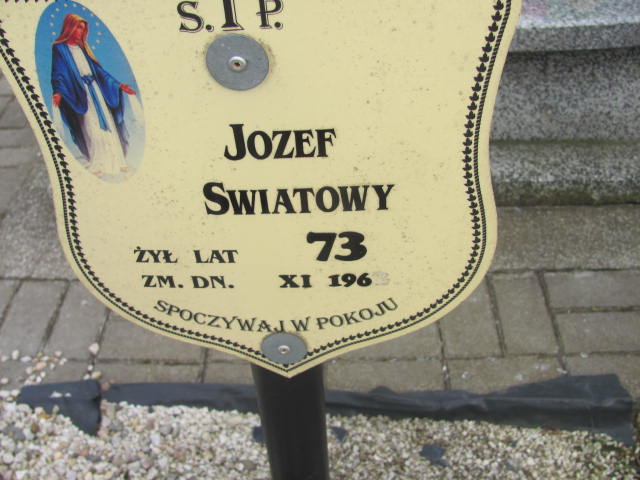 Ś. P.
JOZEF
SWIATOWY
ŻYŁ LAT 73
ZM. DN. XI 196
SPOCZYWAJ W POKOJU